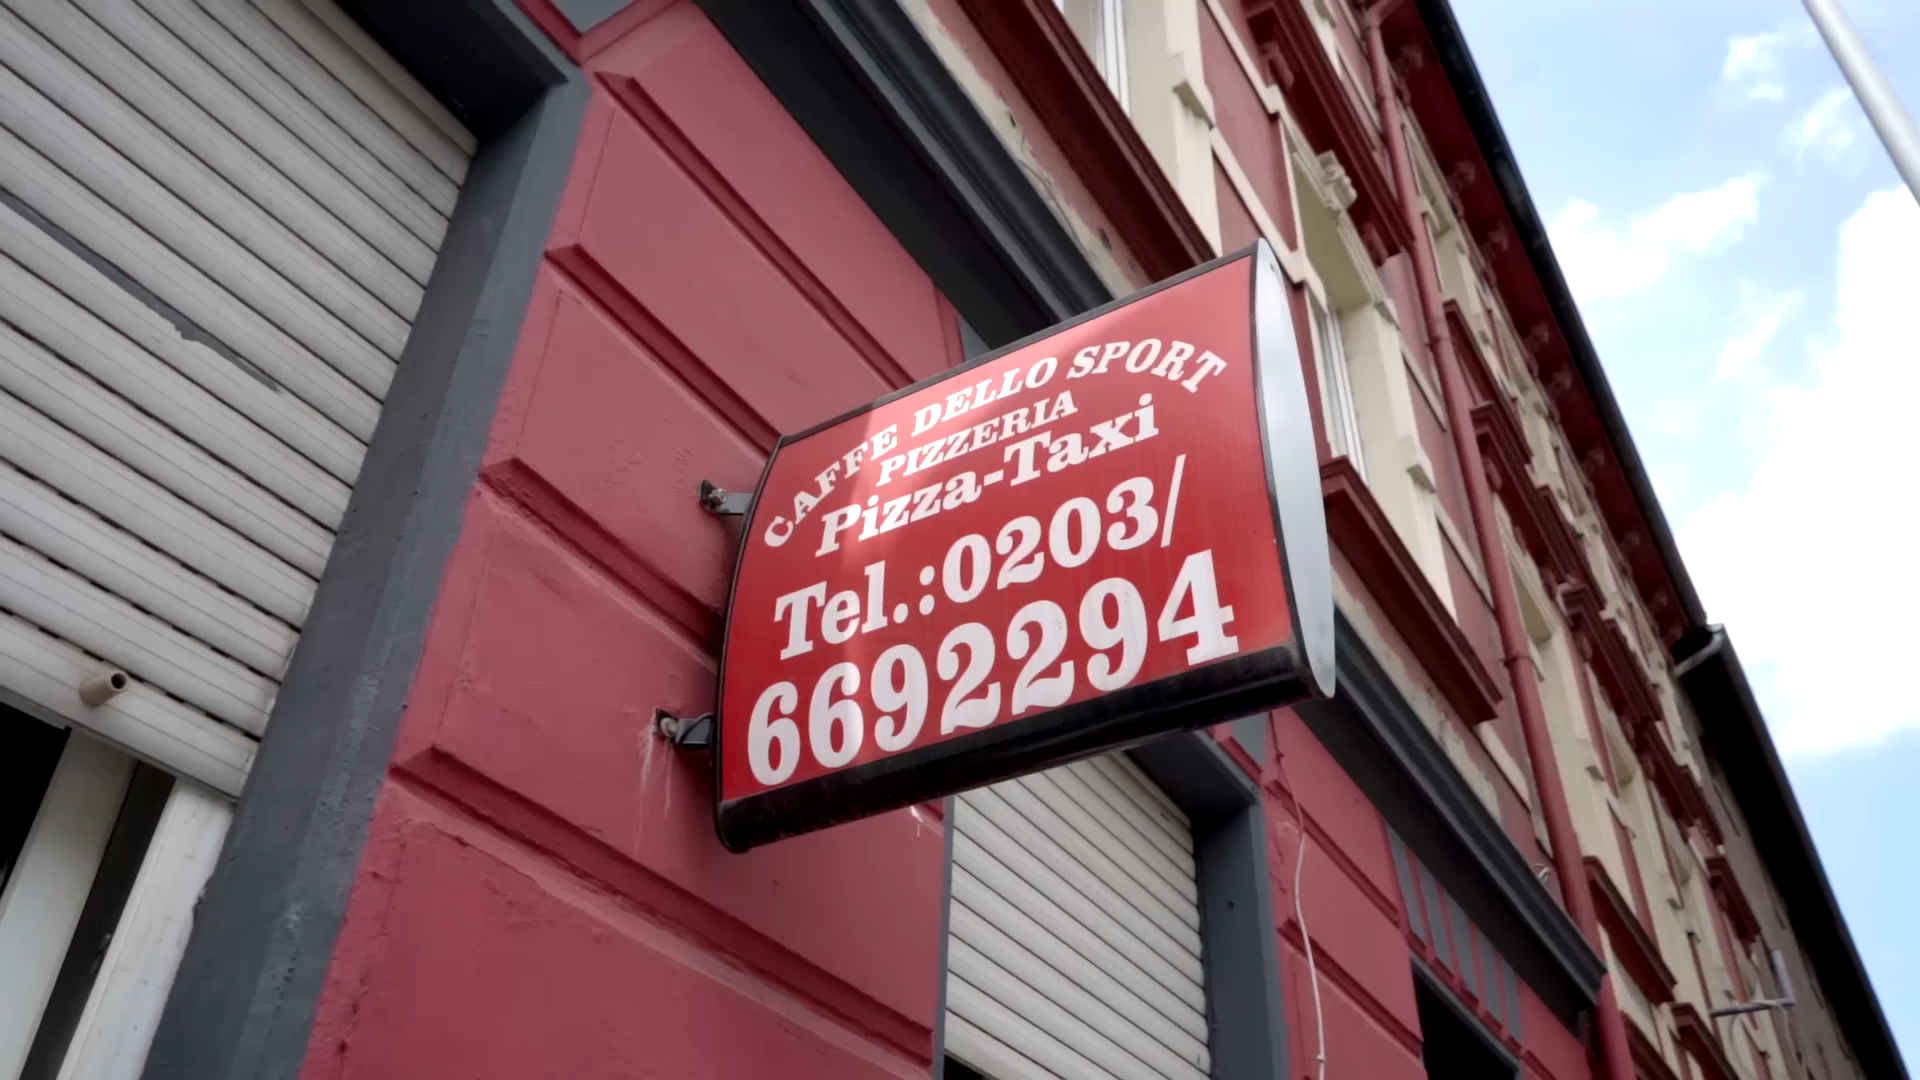 CAFFE DELLO SPORT
PIZZERIA
Pizza-Taxi
Tel.:0203/
6692294